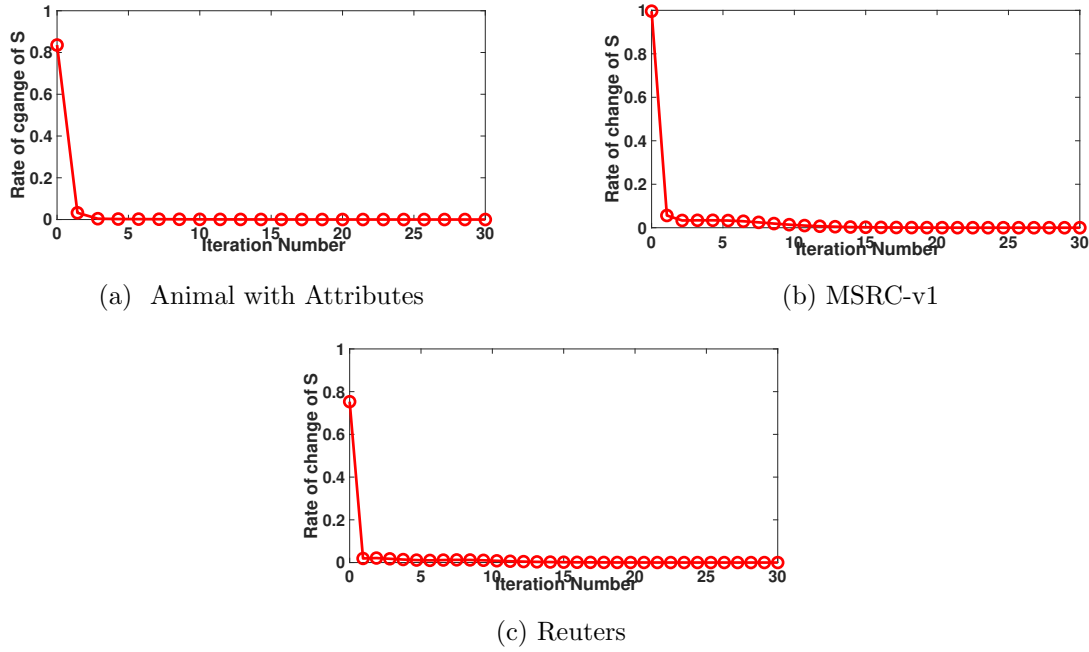 Rate of cgange of S
1
0.8
0.6
0.4
0.2
0
0 5 10 15 20 25 30
Iteration Number
(a) Animal with Attributes
Rate of change of S
1
0.8
0.6
0.4
0.2
0
0 5 10 15 20 25 30
Iteration Number
(b) MSRC-v1
Rate of change of S
1
0.8
0.6
0.4
0.2
0
0 5 10 15 20 25 30
Iteration Number
(c) Reuters